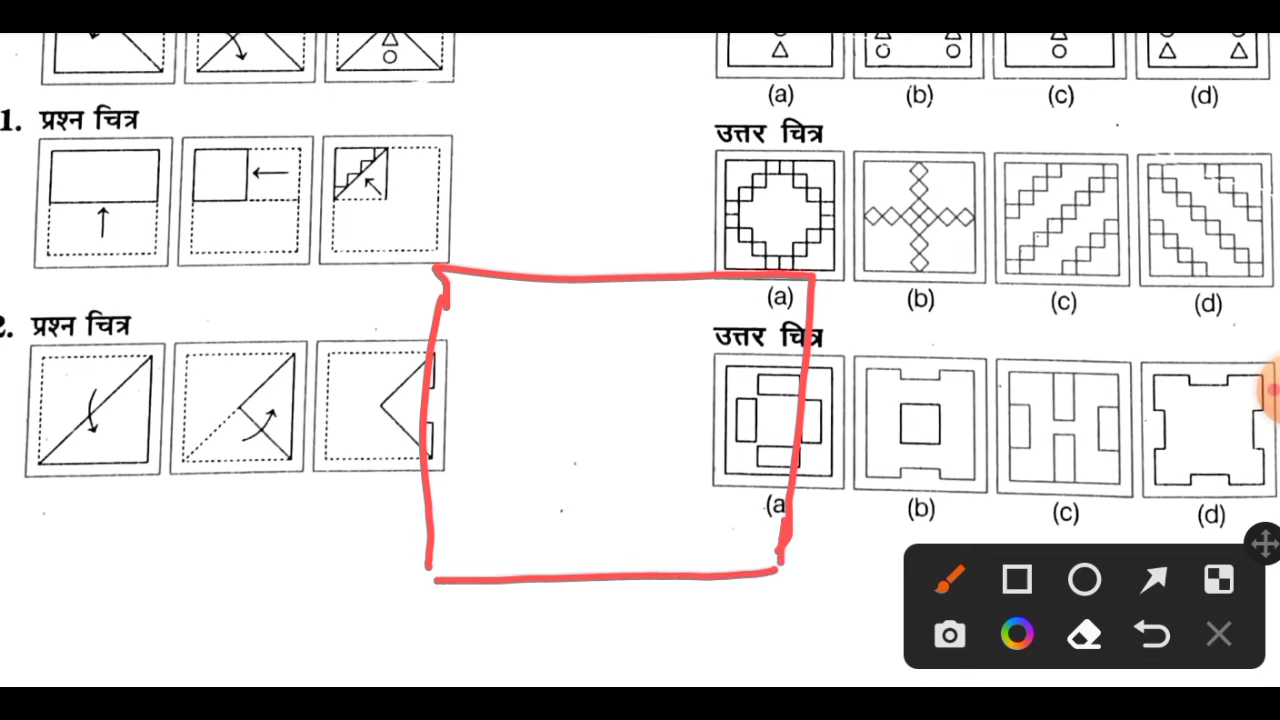 (a) (b) (c) (d)
1. प्रश्न चित्र
उत्तर चित्र
(a) (b) (c) (d)
2. प्रश्न चित्र
उत्तर चित्र
(a (b) (c) (d)